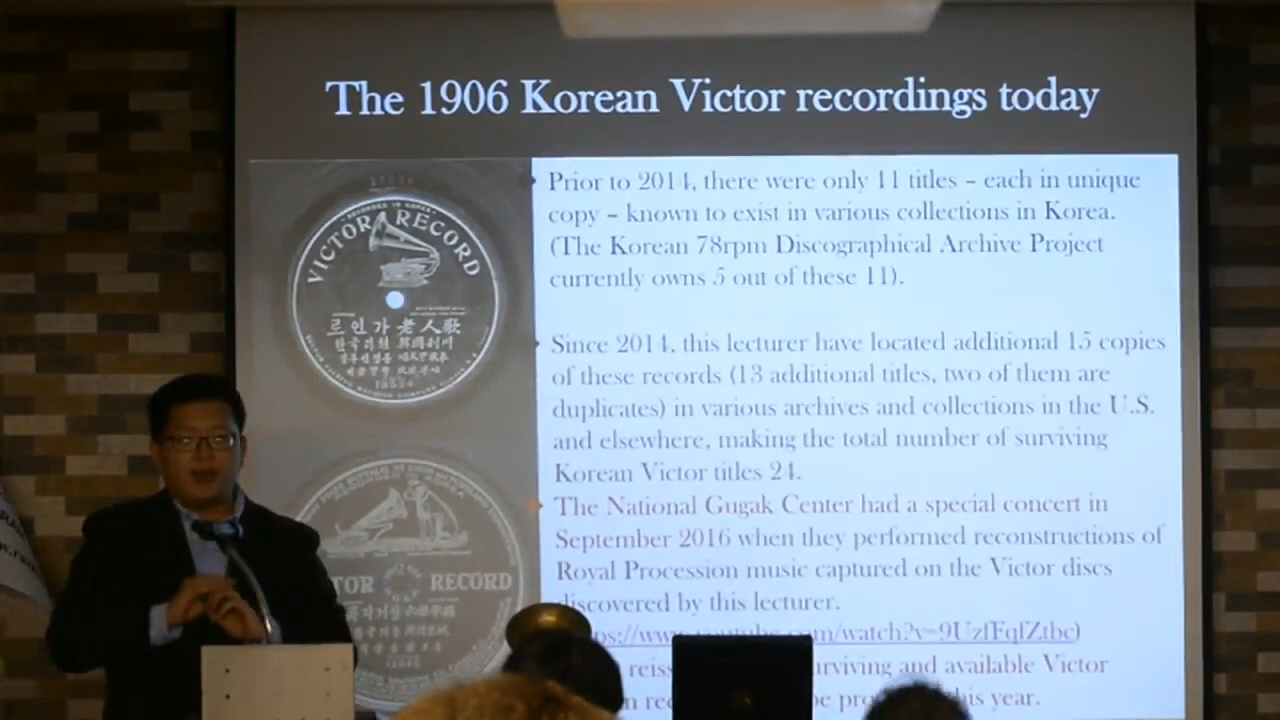 The 1906 Korean Victor recordings today
Prior to 2014, there were only 11 titles – each in unique
copy – known to exist in various collections in Korea.
(The Korean 78rpm Discographical Archive Project
currently owns 5 out of these 11).
Since 2014, this lecturer have located additional 15 copies
of these records (13 additional titles, two of them are
duplicates) in various archives and collections in the U.S.
and elsewhere, making the total number of surviving
Korean Victor titles 24.
The National Gugak Center had a special concert in
September 2016 when they performed reconstructions of
Royal Procession music captured on the Victor discs
discovered by this lecturer.
youtube
surviving and available Victor
this year.
VICTOR RECORD
老人歌
RECORD